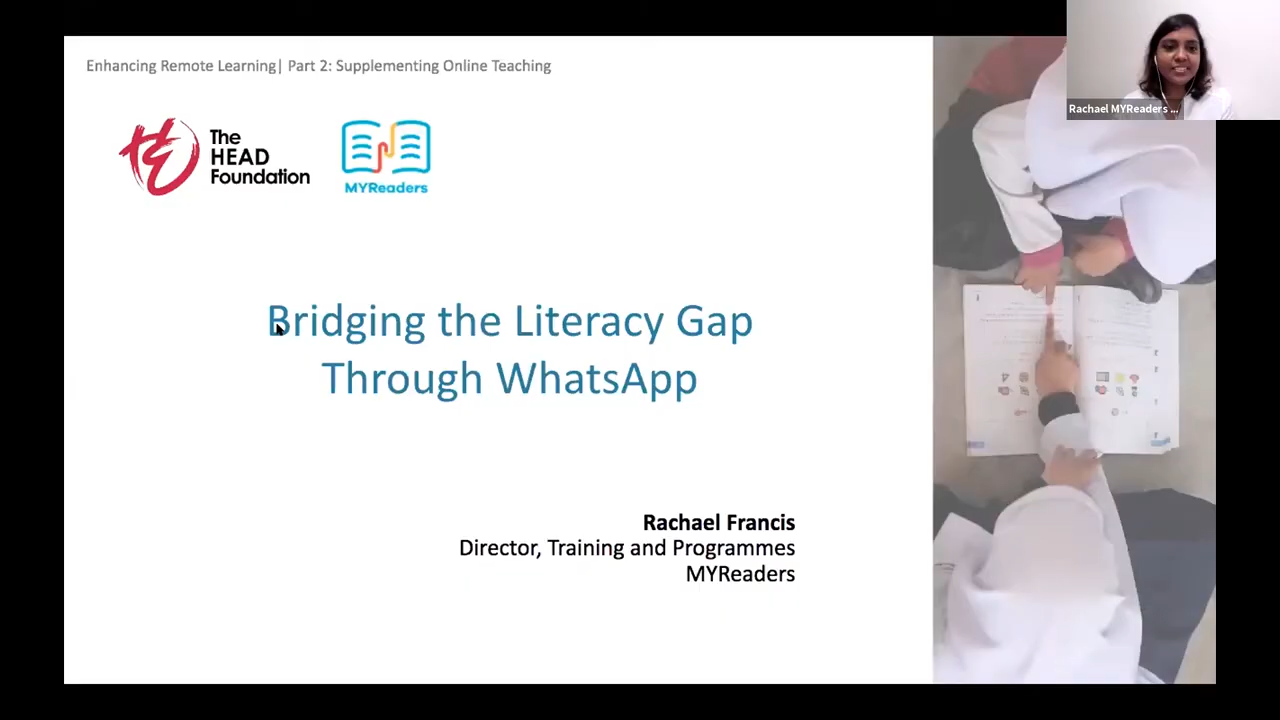 Enhancing Remote Learning| Part 2: Supplementing Online Teaching
Rachael MYReaders ...
The
HEAD
Foundation
MYReaders
Bridging the Literacy Gap
Through WhatsApp
Rachael Francis
Director, Training and Programmes
MYReaders